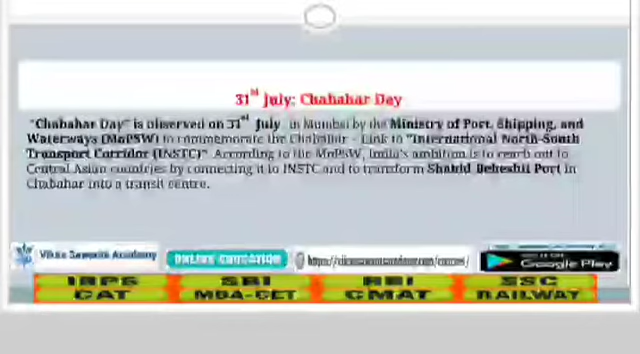 31st July: Chabahar Day
"Chabahar Day" is observed on 31st July in Mumbai by the Ministry of Port, Shipping, and
Waterways (MoPSW) to commemorate the Chabahar - Link to "International North-South
Transport Corridor (INSTC)". According to the MoPSW, India's ambition is to reach out to
Central Asian countries by connecting it to INSTC and to transform Shahid Beheshti Port in
Chabahar into a transit centre.
Vikas Sawants Academy
ONLINE EDUCATION
Google Play
IBPS SBI RBI SSC
CAT MBA-CET CMAT RAILWAY